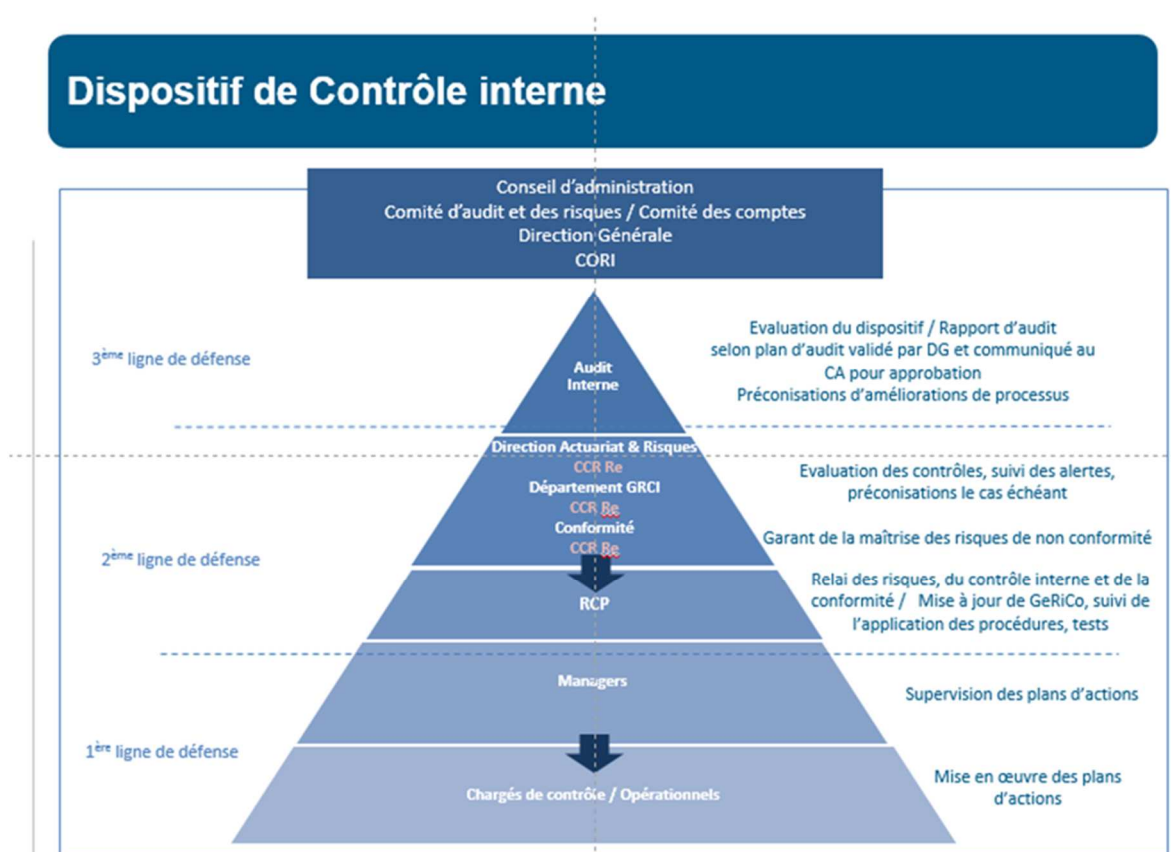 Dispositif de Contrôle interne
Conseil d'administration
Comité d'audit et des risques / Comité des comptes
Direction Générale
CORI
3ème ligne de défense
Audit
Interne
Evaluation du dispositif / Rapport d'audit
selon plan d'audit validé par DG et communiqué au
CA pour approbation
Préconisations d'améliorations de processus
2ème ligne de défense
Direction Actuariat & Risques
CCR Re
Département GRCI
CCR Re
Conformité
CCR Re
RCP
Evaluation des contrôles, suivi des alertes,
préconisations le cas échéant
Garant de la maîtrise des risques de non conformité
Relai des risques, du contrôle interne et de la
conformité / Mise à jour de GeRiCo, suivi de
l'application des procédures, tests
1ère ligne de défense
Managers
Supervision des plans d'actions
Chargés de contrôle / Opérationnels
Mise en œuvre des plans
d'actions